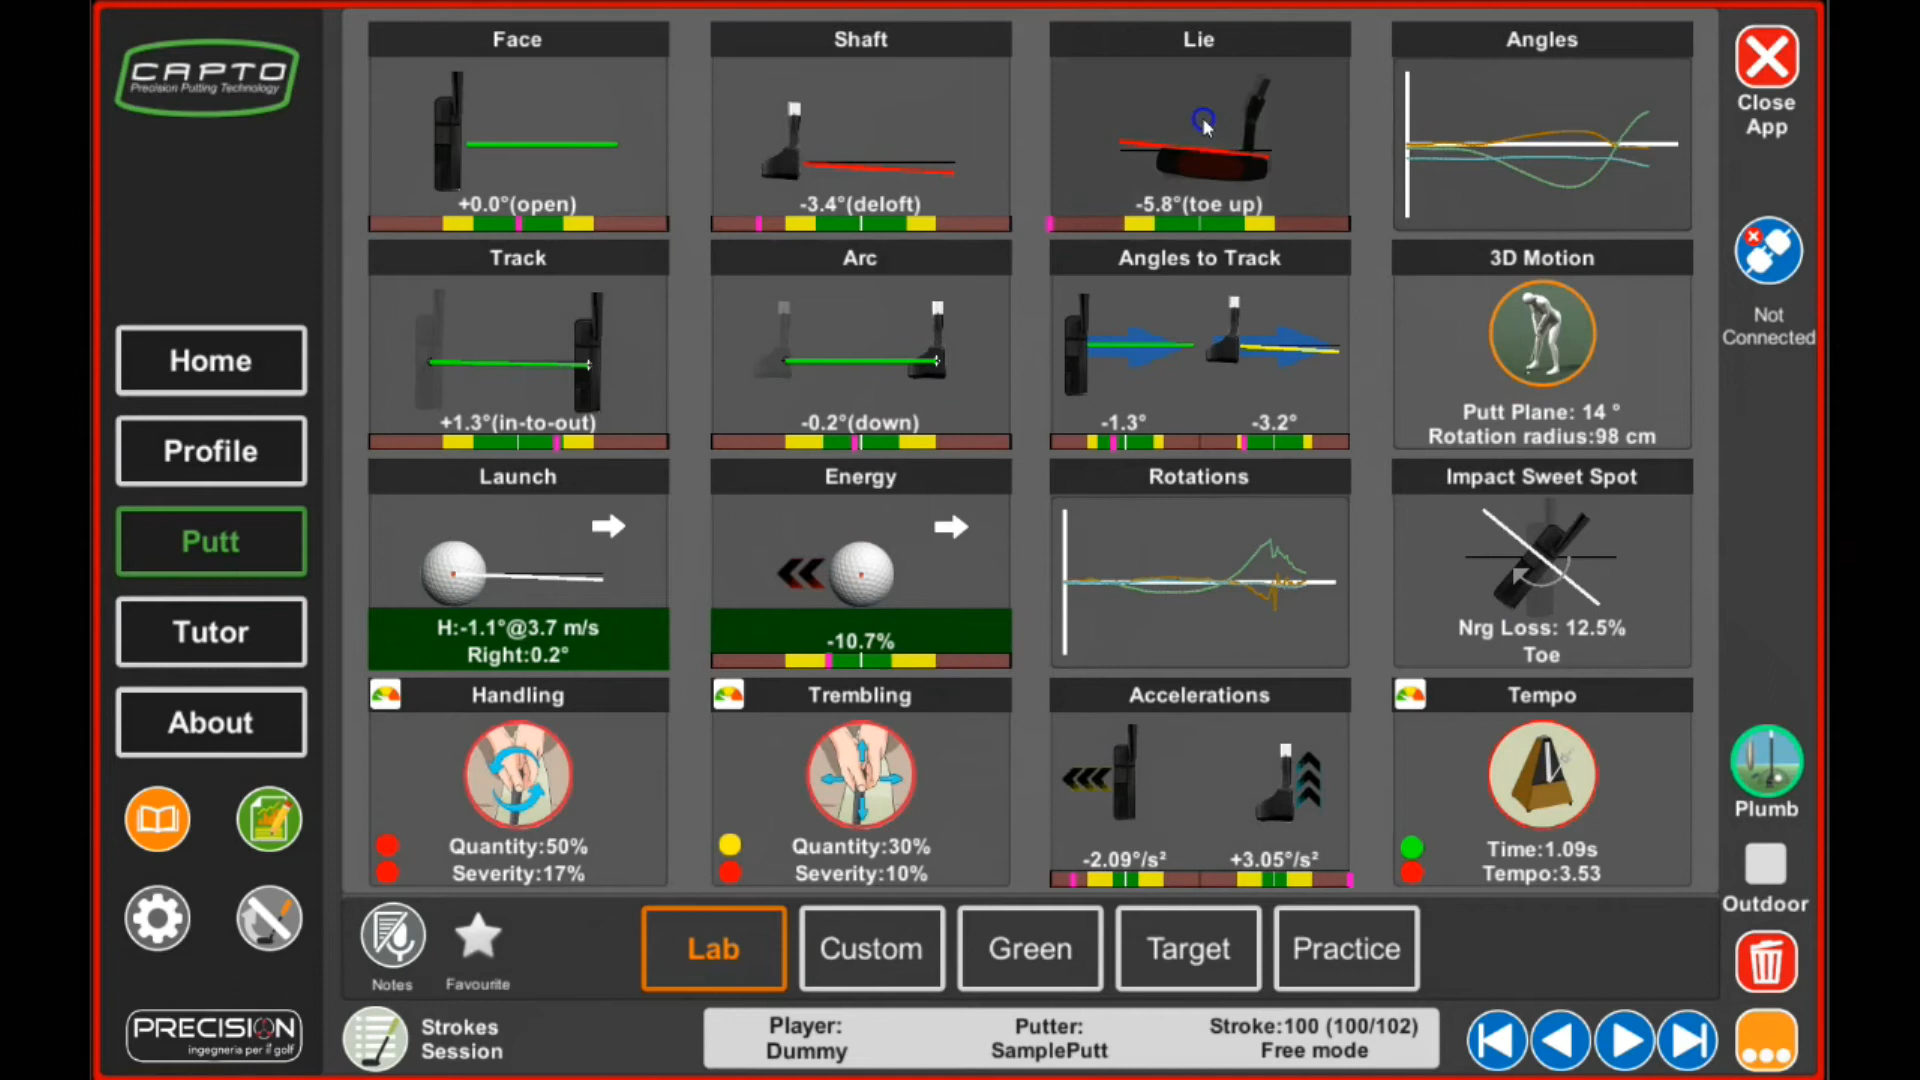 CAPTO
Precision Putting Technology
Home
Profile
Putt
Tutor
About
PRECISION
ingegneria per il golf
Face
+0.0°(open)
Shaft
-3.4°(deloft)
Lie
-5.8°(toe up)
Angles
Track
+1.3°(in-to-out)
Arc
-0.2°(down)
Angles to Track
-1.3°
-3.2°
3D Motion
Putt Plane: 14 °
Rotation radius:98 cm
Launch
H:-1.1°@3.7 m/s
Right:0.2°
Energy
-10.7%
Rotations
Impact Sweet Spot
Nrg Loss: 12.5%
Toe
Handling
Quantity:50%
Severity:17%
Trembling
Quantity:30%
Severity:10%
Accelerations
-2.09°/s²
+3.05°/s²
Tempo
Time:1.09s
Tempo:3.53
Close
App
Not
Connected
Plumb
Outdoor
Notes
Favourite
Lab
Custom
Green
Target
Practice
Strokes
Session
Player:
Dummy
Putter:
SamplePutt
Stroke:100 (100/102)
Free mode